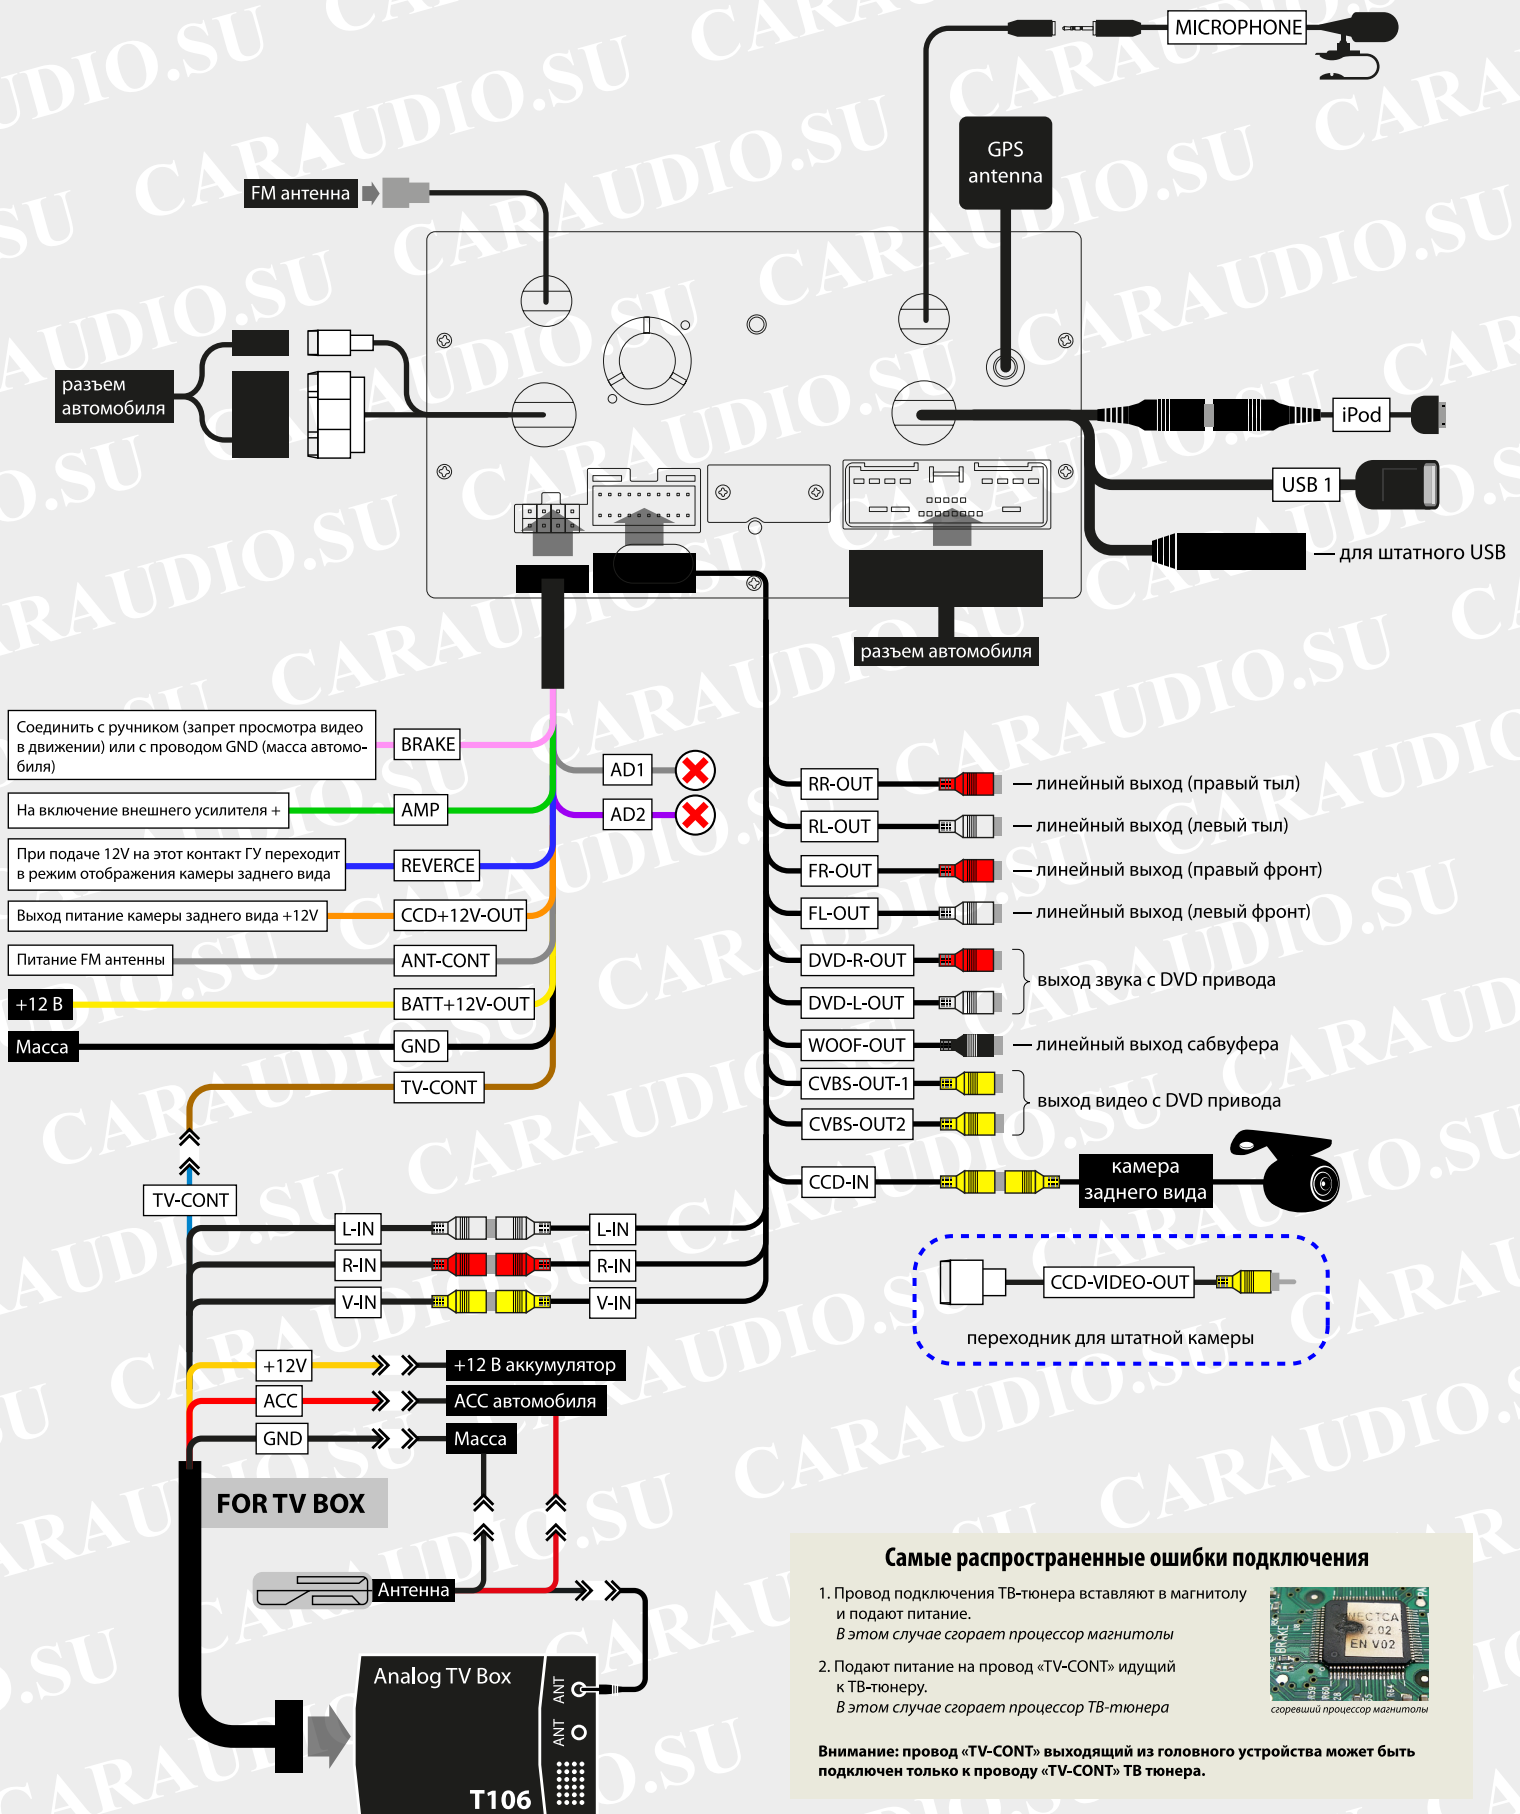 MICROPHONE
GPS
antenna
FM антенна
разъем
автомобиля
iPod
USB 1
для штатного USB
разъем автомобиля
Соединить с ручником (запрет просмотра видео
в движении) или с проводом GND (масса автомо-
биля)
BRAKE
AD1
На включение внешнего усилителя +
AMP
AD2
При подаче 12V на этот контакт ГУ переходит
в режим отображения камеры заднего вида
REVERCE
Выход питание камеры заднего вида +12V
CCD+12V-OUT
Питание FM антенны
ANT-CONT
+12 В
BATT+12V-OUT
Масса
GND
TV-CONT
TV-CONT
RR-OUT
линейный выход (правый тыл)
RL-OUT
линейный выход (левый тыл)
FR-OUT
линейный выход (правый фронт)
FL-OUT
линейный выход (левый фронт)
DVD-R-OUT
DVD-L-OUT
выход звука с DVD привода
WOOF-OUT
линейный выход сабвуфера
CVBS-OUT-1
CVBS-OUT2
выход видео с DVD привода
CCD-IN
камера
заднего вида
L-IN
L-IN
R-IN
R-IN
V-IN
V-IN
CCD-VIDEO-OUT
переходник для штатной камеры
+12V
+12 В аккумулятор
ACC
ACC автомобиля
GND
Масса
FOR TV BOX
Антенна
Analog TV Box
ANT
ANT
T106
Самые распространенные ошибки подключения
1. Провод подключения ТВ-тюнера вставляют в магнитолу
и подают питание.
В этом случае сгорает процессор магнитолы
2. Подают питание на провод «TV-CONT» идущий
к ТВ-тюнеру.
В этом случае сгорает процессор ТВ-тюнера
сгоревший процессор магнитолы
Внимание: провод «TV-CONT» выходящий из головного устройства может быть
подключен только к проводу «TV-CONT» ТВ тюнера.
BRAKE
EN V02
CARAUDIO.SU